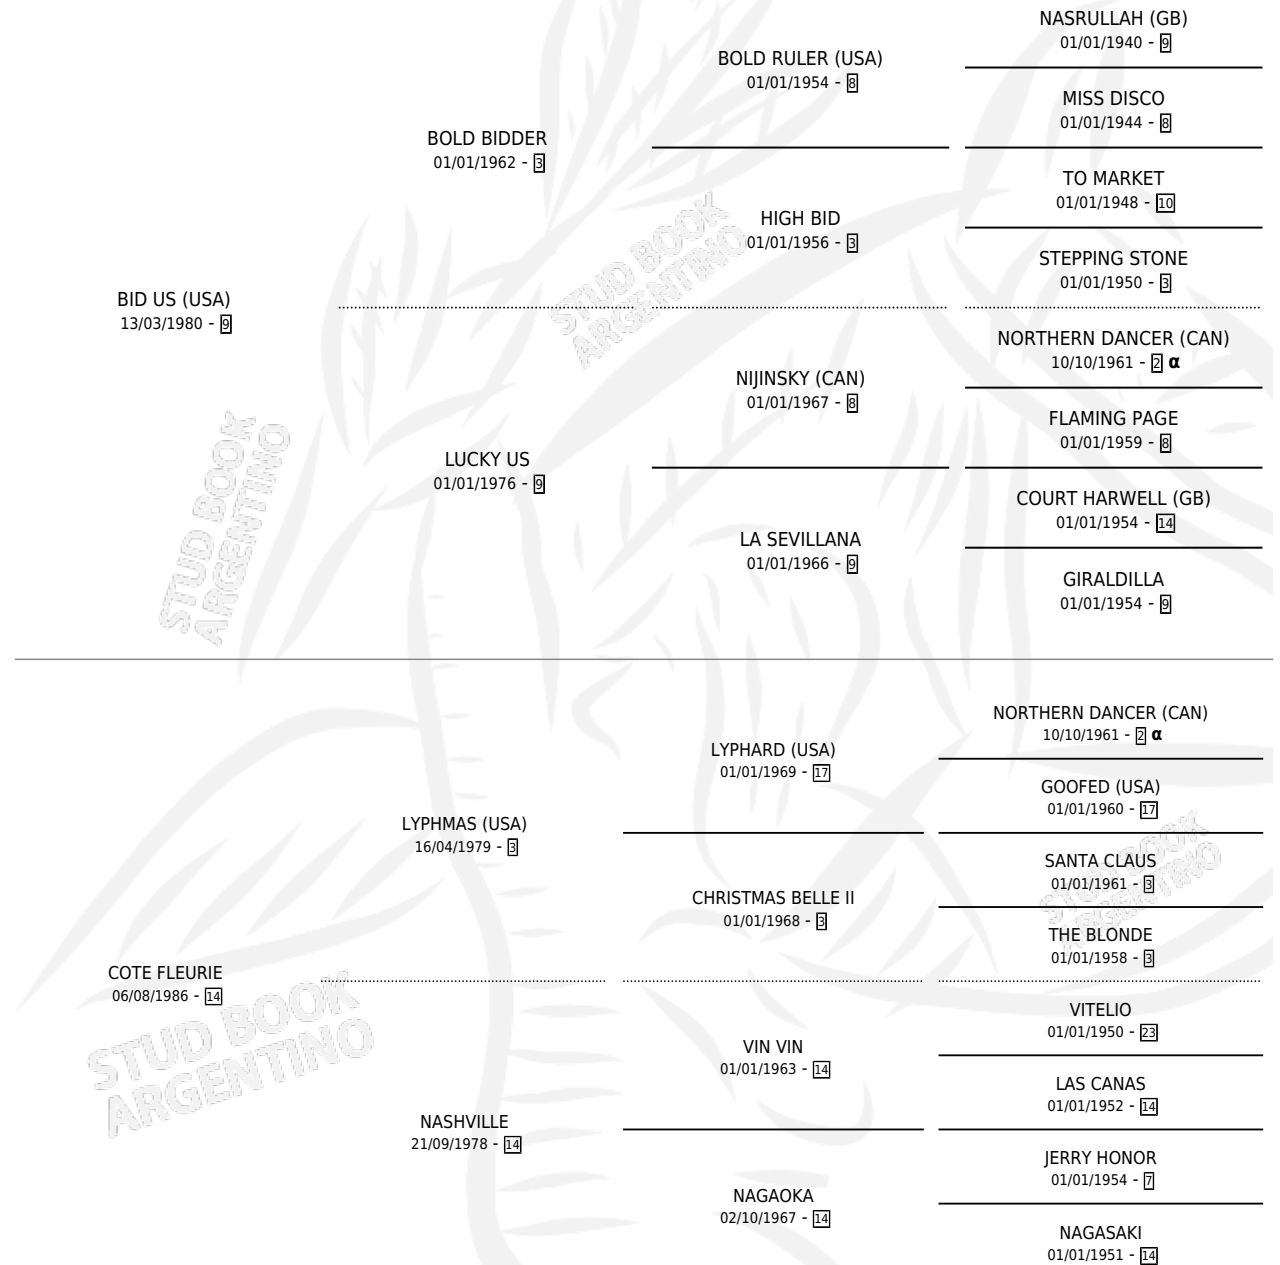 NASRULLAH (GB)
01/01/1940 - 9
BOLD RULER (USA)
01/01/1954 - 8
MISS DISCO
01/01/1944 - 8
BOLD BIDDER
01/01/1962 - 3
TO MARKET
01/01/1948 - 10
HIGH BID
01/01/1956 - 3
STEPPING STONE
01/01/1950 - 3
BID US (USA)
13/03/1980 - 9
NORTHERN DANCER (CAN)
10/10/1961 - 2 α
NIJINSKY (CAN)
01/01/1967 - 8
FLAMING PAGE
01/01/1959 - 8
LUCKY US
01/01/1976 - 9
COURT HARWELL (GB)
01/01/1954 - 14
LA SEVILLANA
01/01/1966 - 9
GIRALDILLA
01/01/1954 - 9
NORTHERN DANCER (CAN)
10/10/1961 - 2 α
LYPHARD (USA)
01/01/1969 - 17
GOOFED (USA)
01/01/1960 - 17
LYPHMAS (USA)
16/04/1979 - 3
SANTA CLAUS
01/01/1961 - 3
CHRISTMAS BELLE II
01/01/1968 - 3
THE BLONDE
01/01/1958 - 3
COTE FLEURIE
06/08/1986 - 14
VITELIO
01/01/1950 - 23
VIN VIN
01/01/1963 - 14
LAS CANAS
01/01/1952 - 14
NASHVILLE
21/09/1978 - 14
JERRY HONOR
01/01/1954 - 7
NAGAOKA
02/10/1967 - 14
NAGASAKI
01/01/1951 - 14
STUD BOOK
ARGENTINO
STUD BOOK
ARGENTINO
STUD BOOK
ARGENTINO
STUD BOOK
ARGENTINO